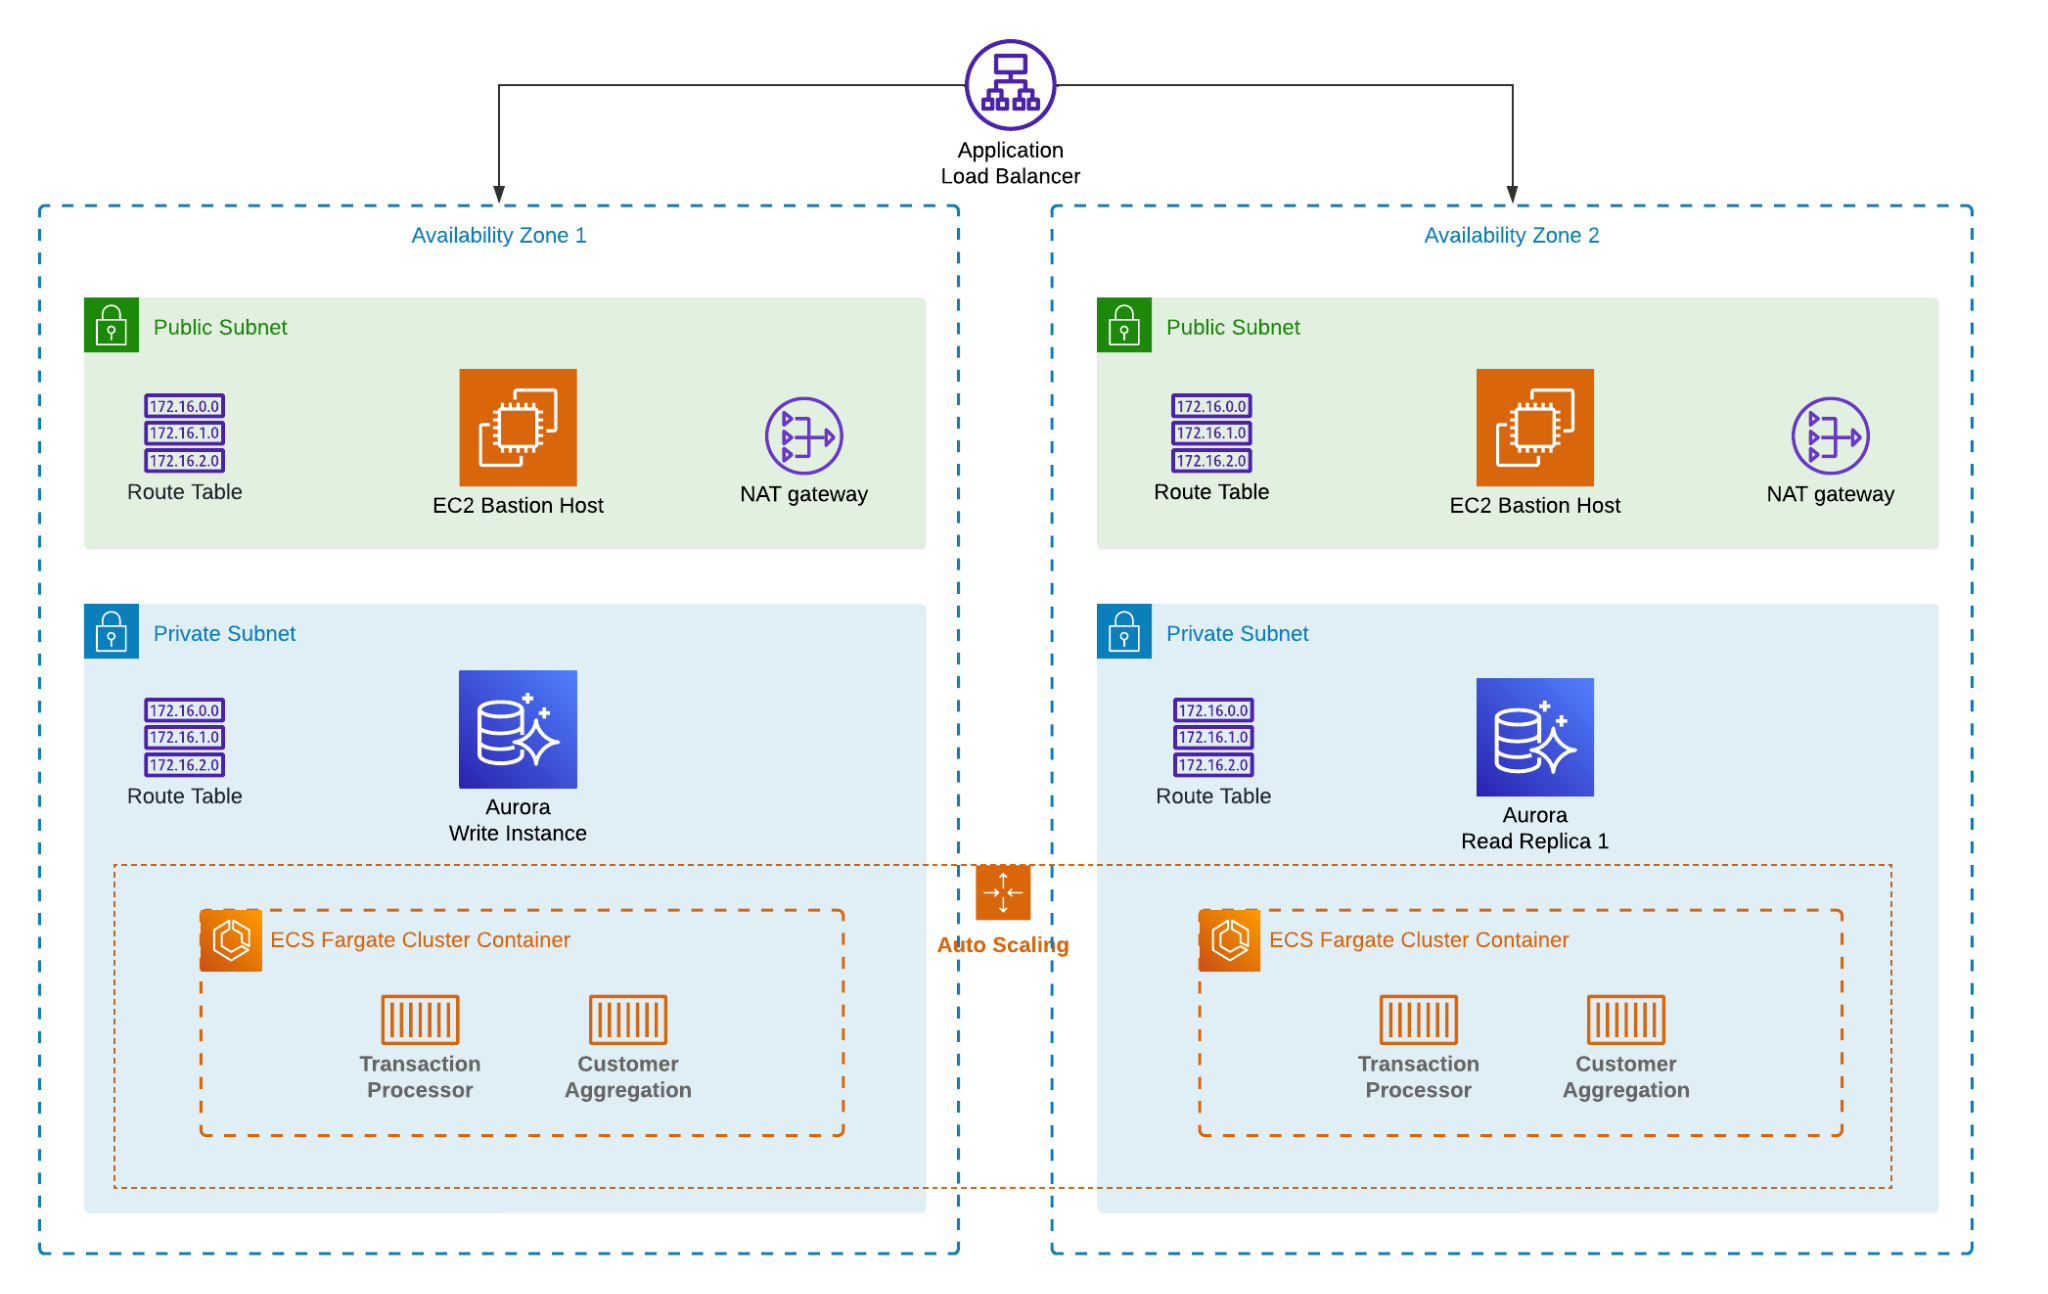 Application
Load Balancer
Availability Zone 1
Public Subnet
172.16.0.0
172.16.1.0
172.16.2.0
Route Table
EC2 Bastion Host
NAT gateway
Private Subnet
172.16.0.0
172.16.1.0
172.16.2.0
Route Table
Aurora
Write Instance
ECS Fargate Cluster Container
Transaction
Processor
Customer
Aggregation
Auto Scaling
Availability Zone 2
Public Subnet
172.16.0.0
172.16.1.0
172.16.2.0
Route Table
EC2 Bastion Host
NAT gateway
Private Subnet
172.16.0.0
172.16.1.0
172.16.2.0
Route Table
Aurora
Read Replica 1
ECS Fargate Cluster Container
Transaction
Processor
Customer
Aggregation